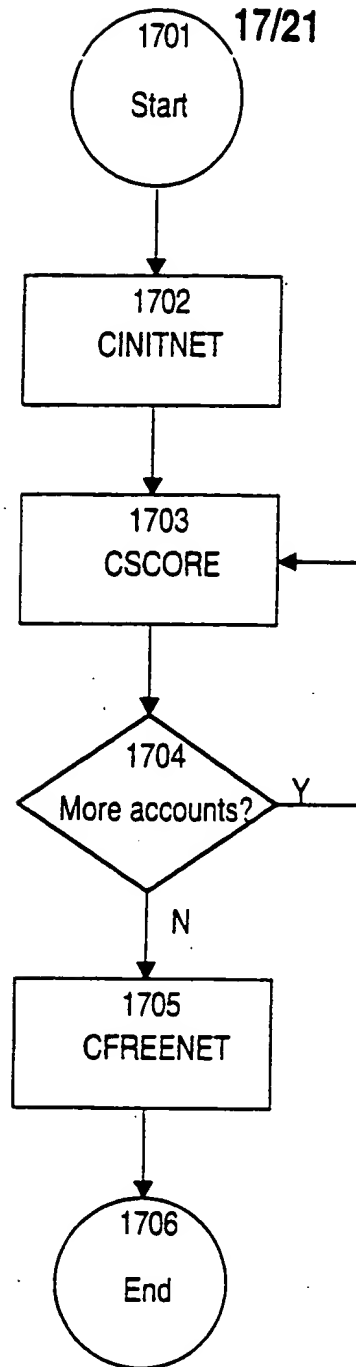 17/21
1701
Start
1702
CINITNET
1703
CSCORE
1704
More accounts?
Y
N
1705
CFREENET
1706
End